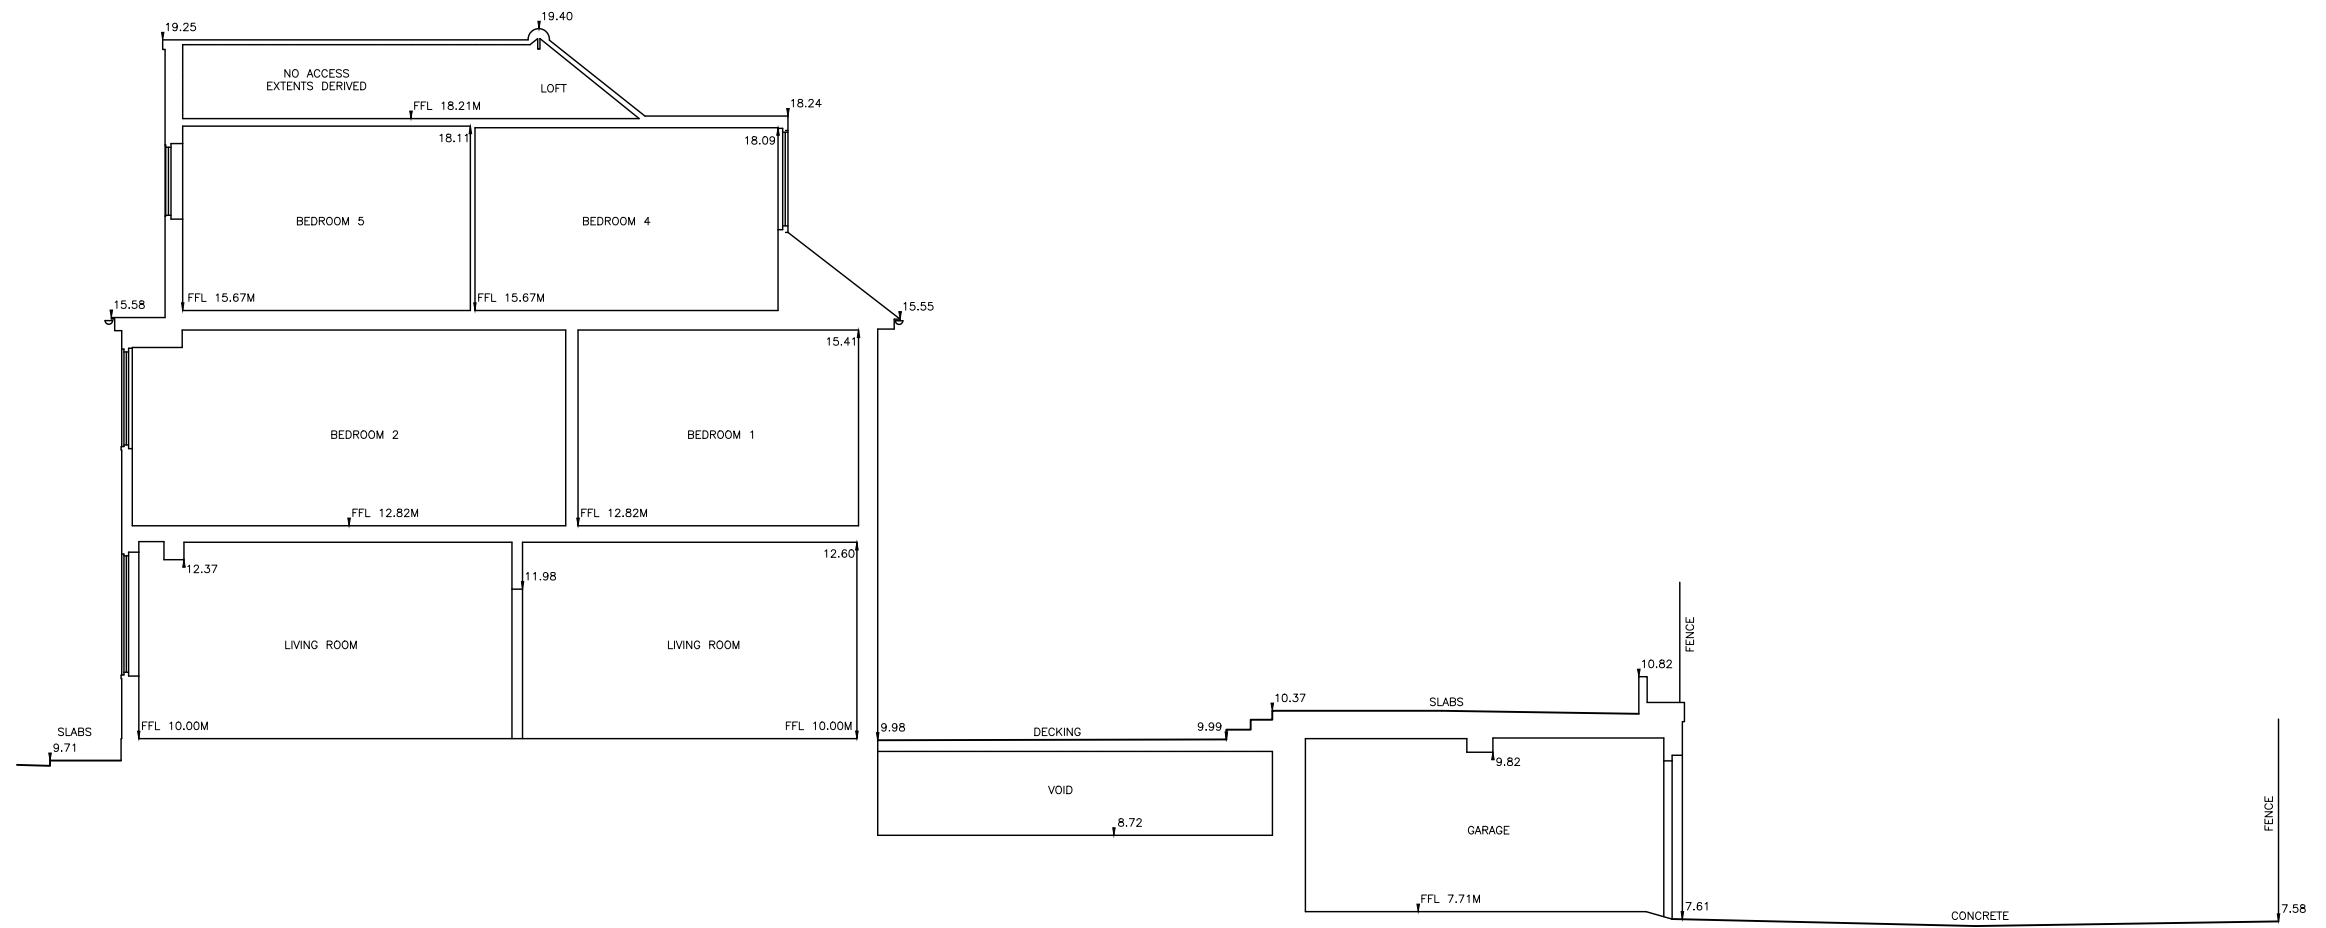 19.40
19.25
NO ACCESS
EXTENTS DERIVED
LOFT
FFL 18.21M
18.24
18.11
18.09
BEDROOM 5
BEDROOM 4
FFL 15.67M
FFL 15.67M
15.58
15.55
15.41
BEDROOM 2
BEDROOM 1
FFL 12.82M
FFL 12.82M
12.60
12.37
11.98
LIVING ROOM
LIVING ROOM
FENCE
10.82
10.37
SLABS
FFL 10.00M
FFL 10.00M
9.98
9.99
DECKING
SLABS
9.71
9.82
VOID
8.72
GARAGE
FENCE
FFL 7.71M
7.61
CONCRETE
7.58